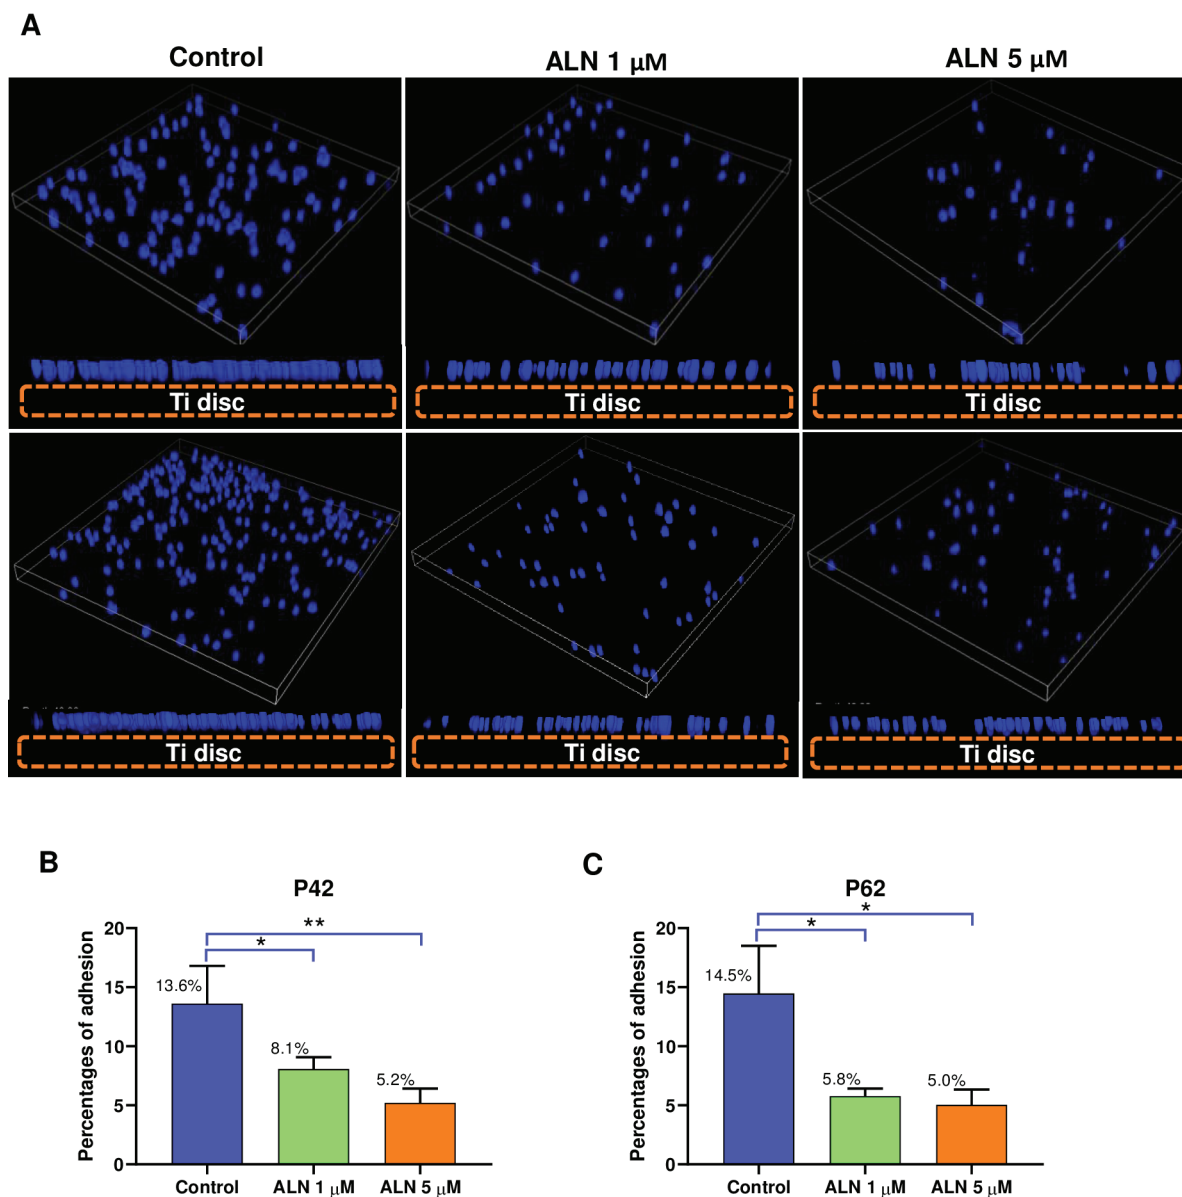 A
Control
ALN 1 μM
ALN 5 μM
Ti disc
Ti disc
Ti disc
Ti disc
Ti disc
Ti disc
B
P42
Percentages of adhesion
20
15
10
5
0
**
*
13.6%
8.1%
5.2%
Control
ALN 1 μM
ALN 5 μM
C
P62
Percentages of adhesion
20
15
10
5
0
*
*
14.5%
5.8%
5.0%
Control
ALN 1 μM
ALN 5 μM